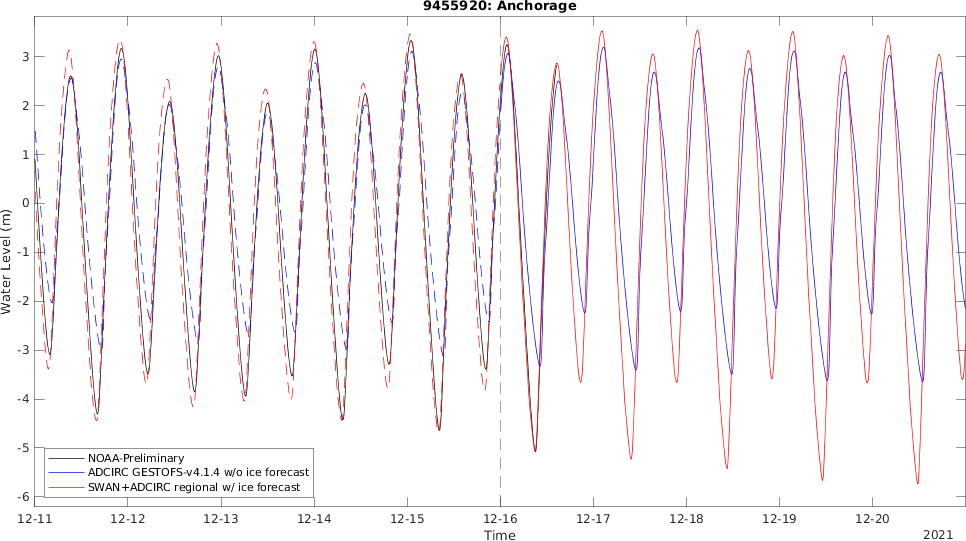 9455920: Anchorage
Water Level (m)
3
2
1
0
-1
-2
-3
-4
-5
-6
NOAA-Preliminary
ADCIRC GESTOFS-v4.1.4 w/o ice forecast
SWAN+ADCIRC regional w/ ice forecast
12-11 12-12 12-13 12-14 12-15 12-16 12-17 12-18 12-19 12-20
Time
2021